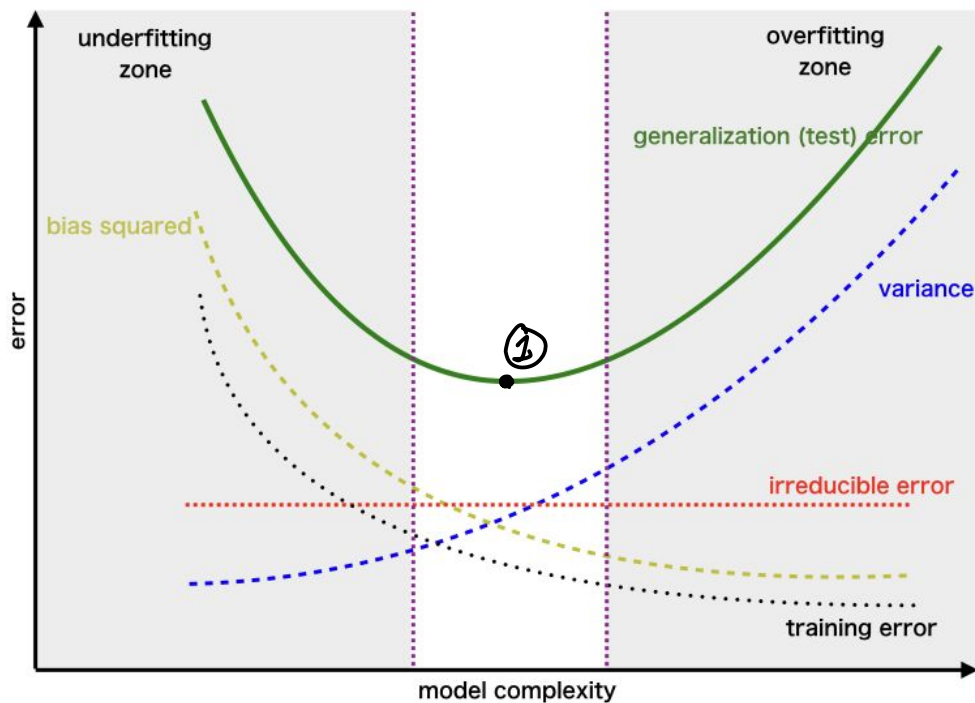 underfitting
zone
overfitting
zone
generalization (test) error
bias squared
variance
error
1
irreducible error
training error
model complexity